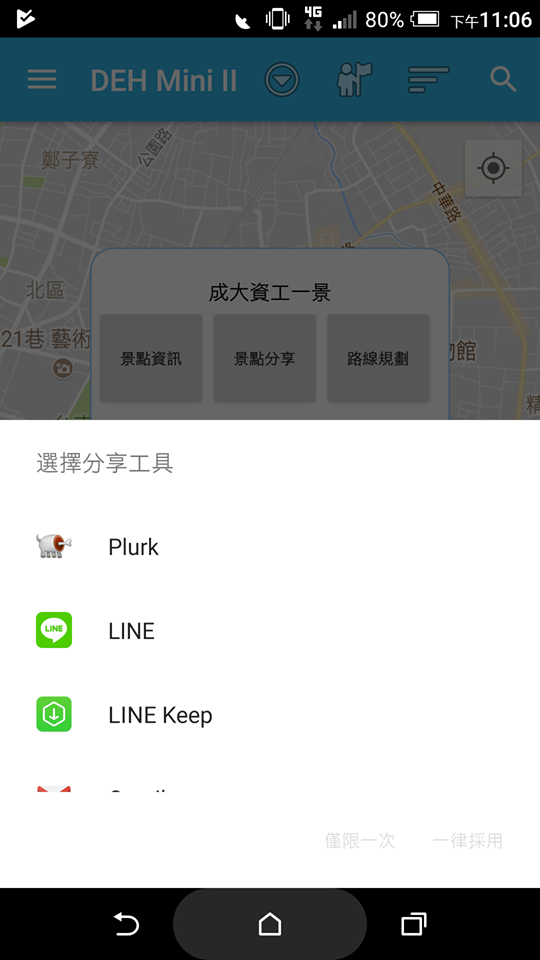 4G 80% 下午11:06
DEH Mini II
鄭子寮
公園路
中華路
北區
成大資工一景
21巷 藝術
景點資訊 景點分享 路線規劃
物館
選擇分享工具
Plurk
LINE
LINE
LINE Keep
僅限一次 一律採用